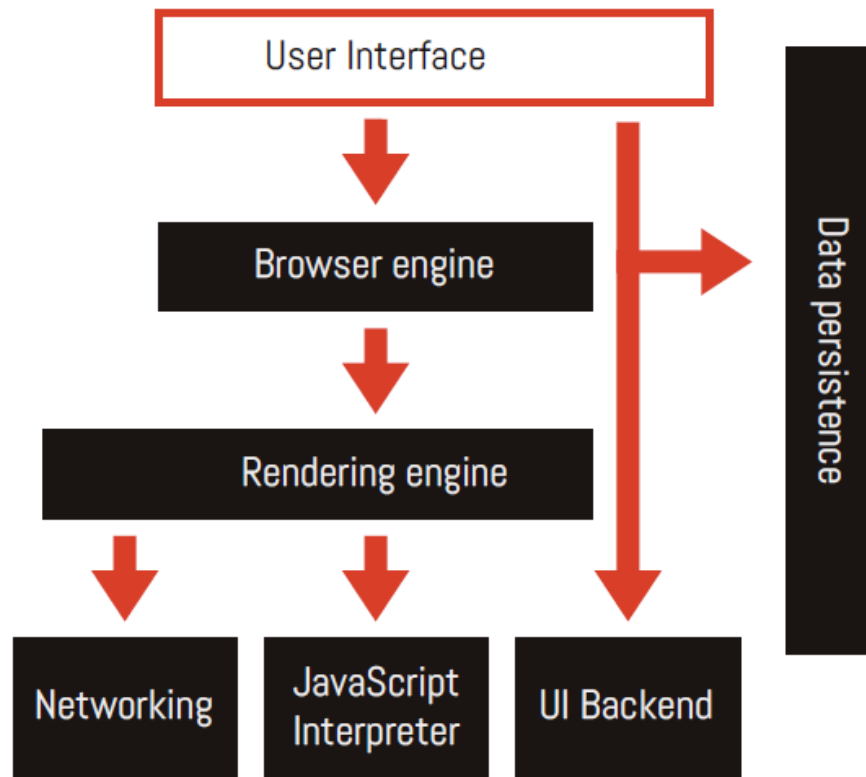 User Interface
Browser engine
Data persistence
Rendering engine
Networking
JavaScript
Interpreter
UI Backend